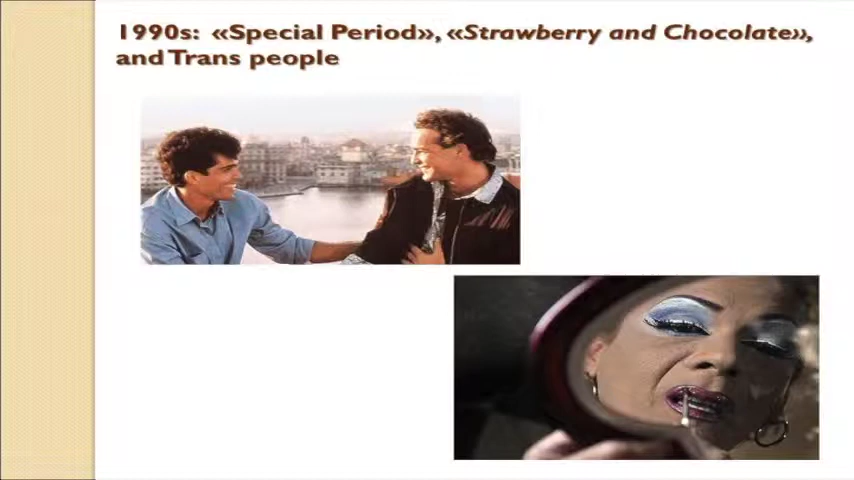 1990s: «Special Period», «Strawberry and Chocolate»,
and Trans people